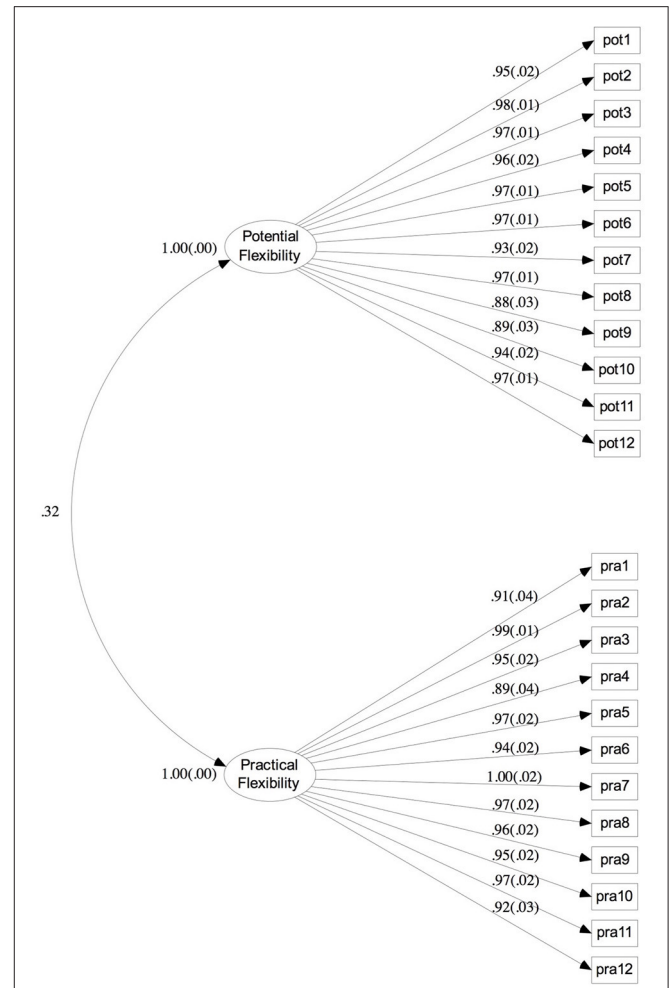 pot1
.95(.02)
pot2
.98(.01)
pot3
.97(.01)
pot4
.96(.02)
pot5
.97(.01)
pot6
.97(.01)
pot7
.93(.02)
pot8
.97(.01)
pot9
.88(.03)
pot10
.89(.03)
pot11
.94(.02)
pot12
.97(.01)
1.00(.00)
Potential
Flexibility
.32
pra1
.91(.04)
pra2
.99(.01)
pra3
.95(.02)
pra4
.89(.04)
pra5
.97(.02)
pra6
.94(.02)
pra7
1.00(.02)
pra8
.97(.02)
pra9
.96(.02)
pra10
.95(.02)
pra11
.97(.02)
pra12
.92(.03)
1.00(.00)
Practical
Flexibility